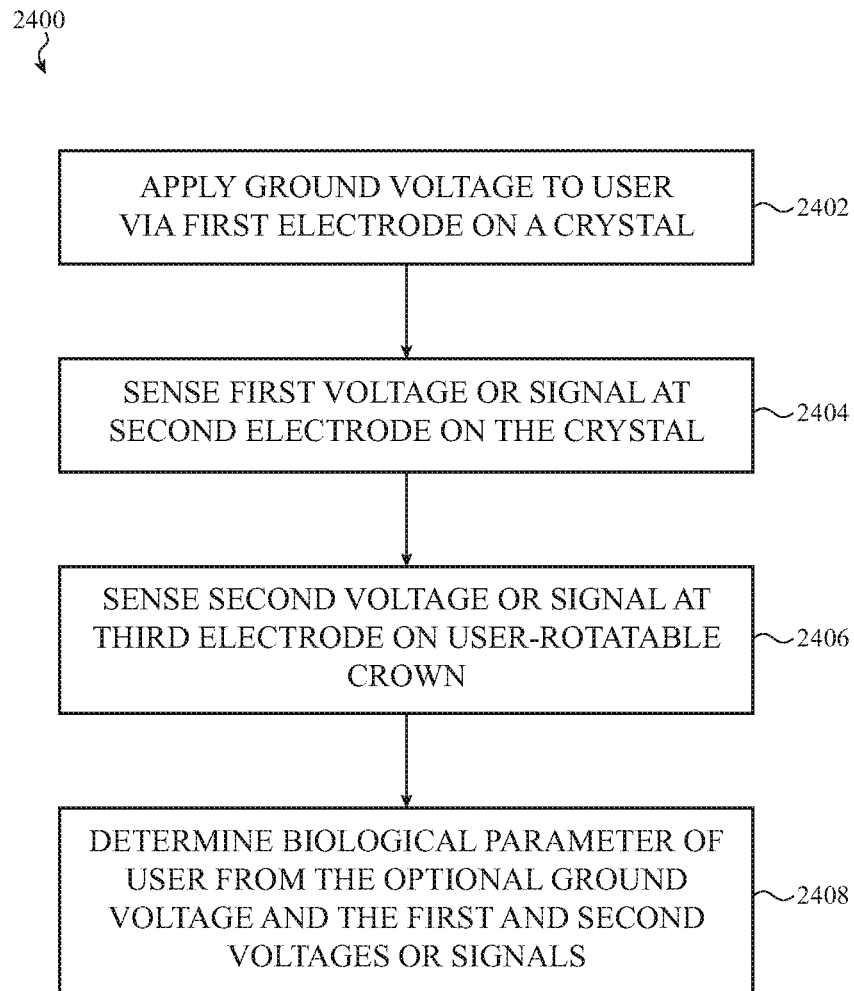 2400
APPLY GROUND VOLTAGE TO USER
VIA FIRST ELECTRODE ON A CRYSTAL
2402
SENSE FIRST VOLTAGE OR SIGNAL AT
SECOND ELECTRODE ON THE CRYSTAL
2404
SENSE SECOND VOLTAGE OR SIGNAL AT
THIRD ELECTRODE ON USER-ROTATABLE
CROWN
2406
DETERMINE BIOLOGICAL PARAMETER OF
USER FROM THE OPTIONAL GROUND
VOLTAGE AND THE FIRST AND SECOND
VOLTAGES OR SIGNALS
2408